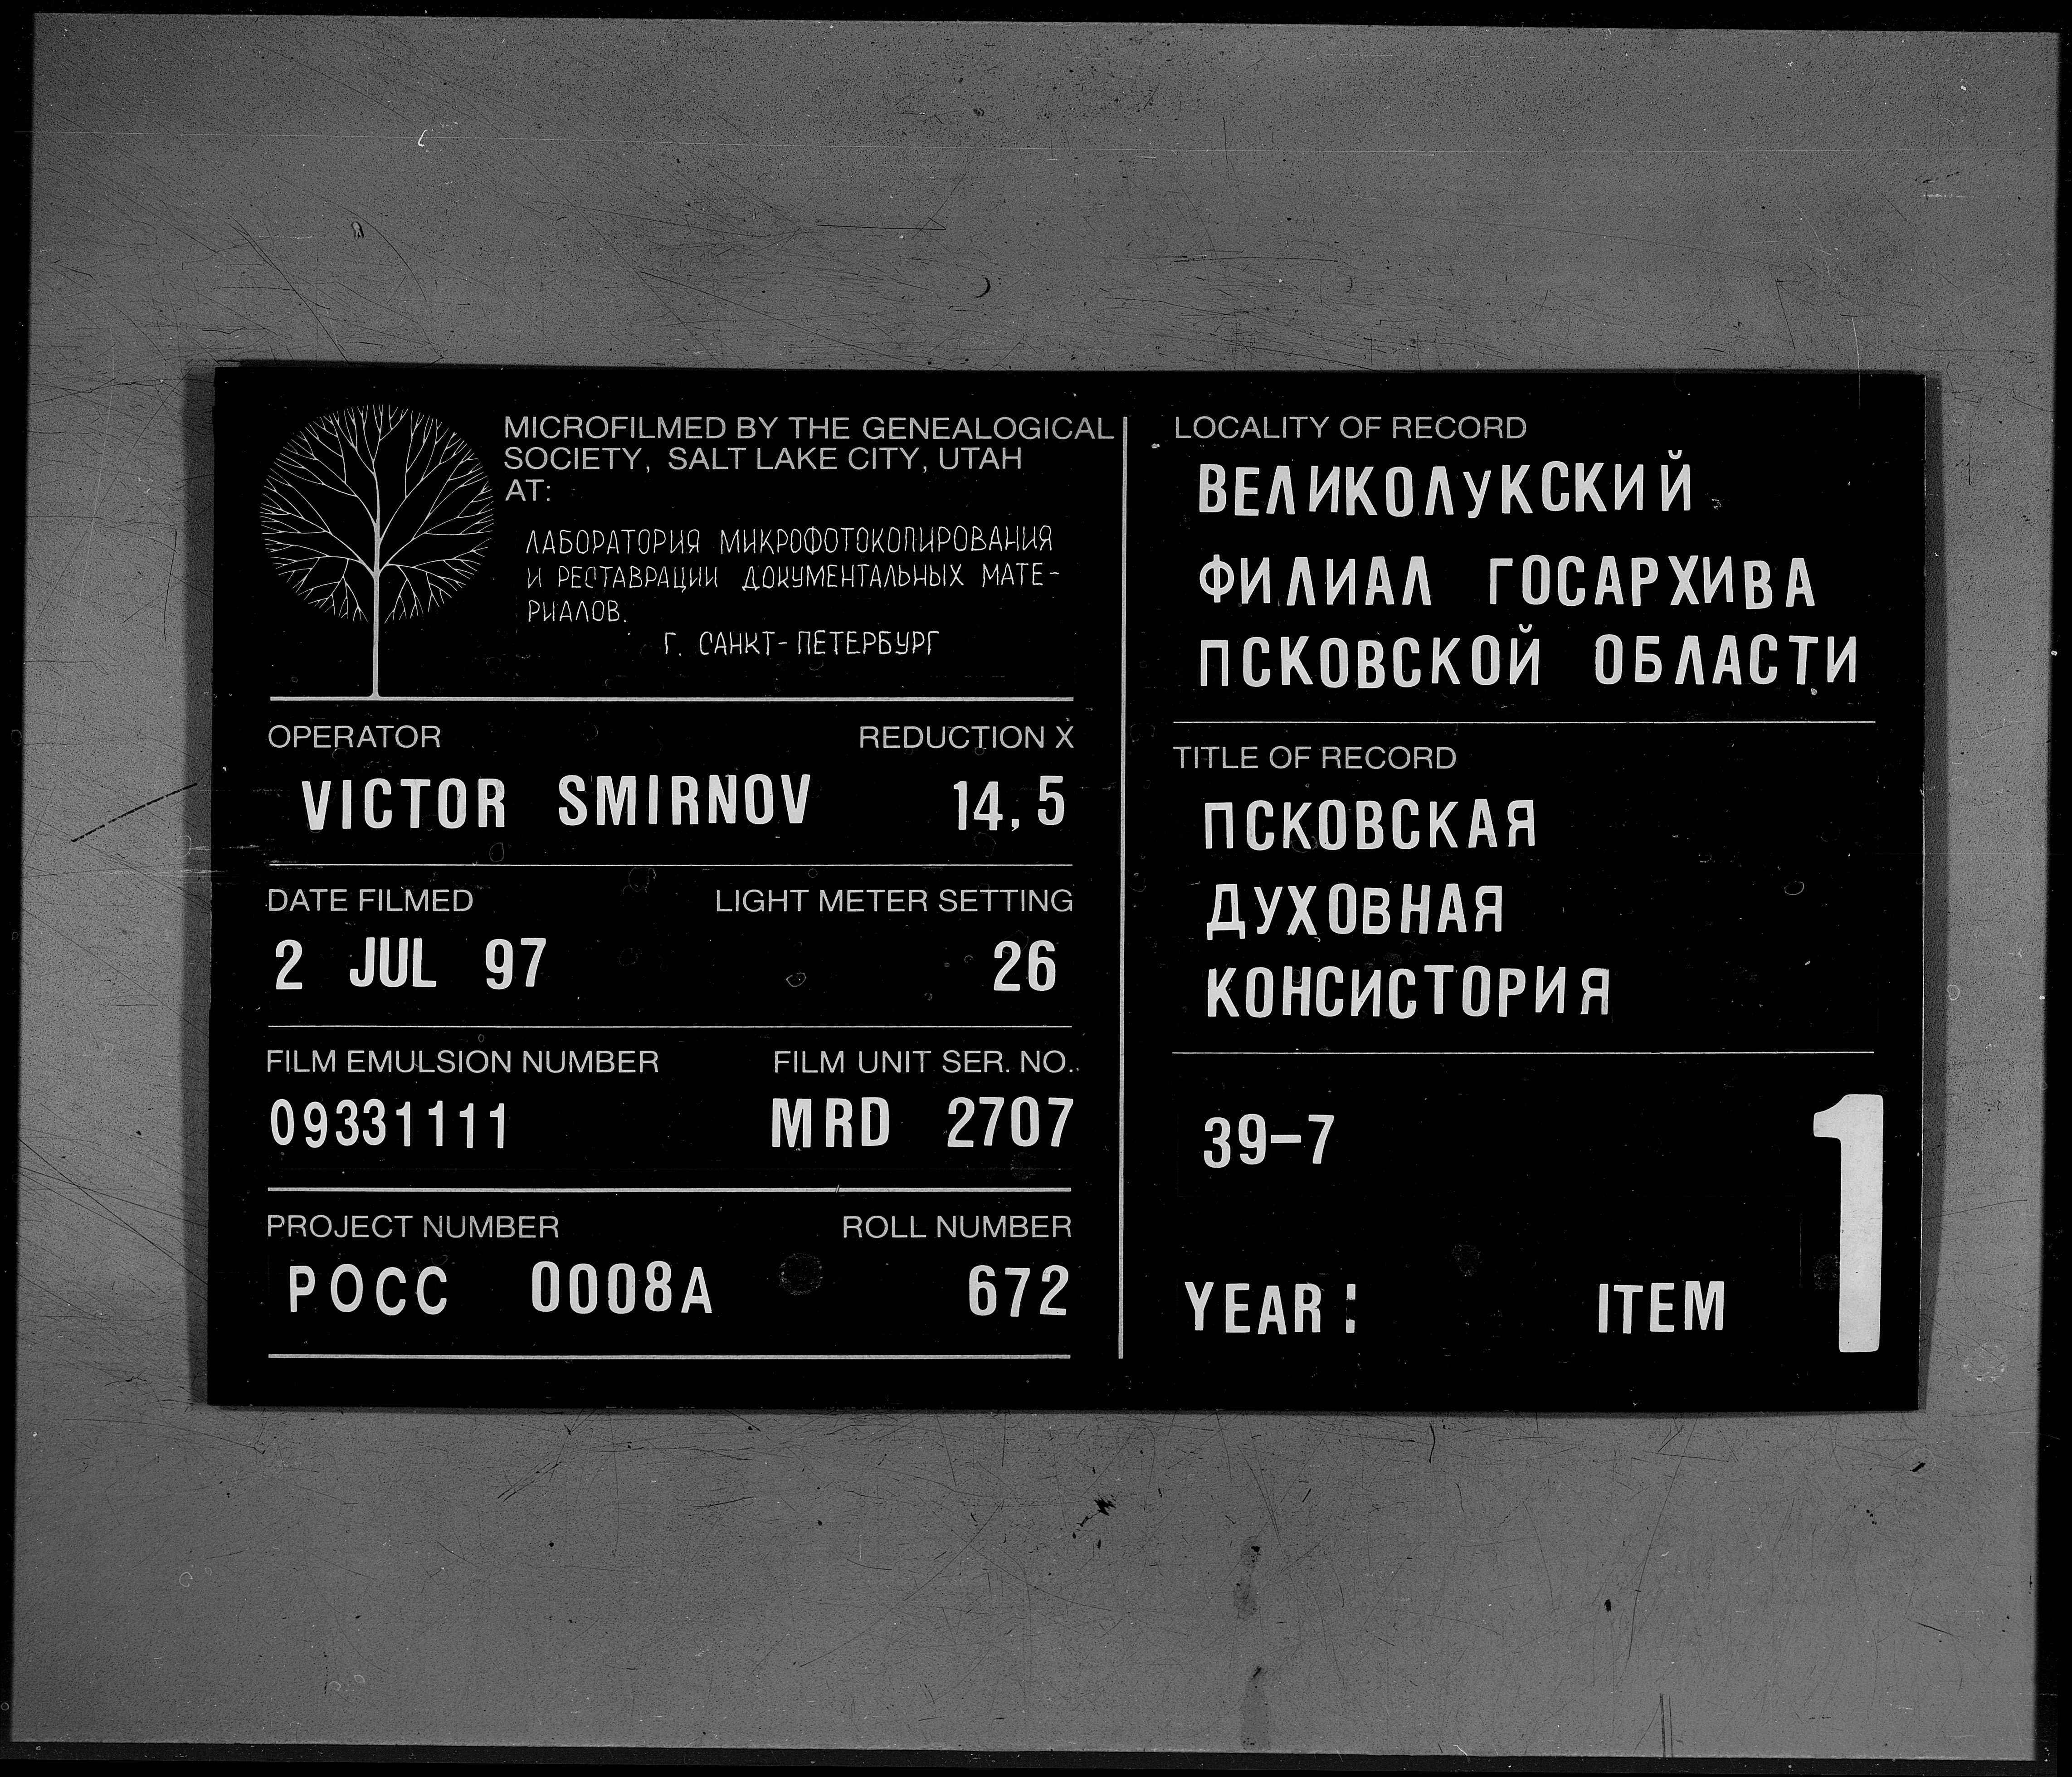 MICROFILMED BY THE GENEALOGICAL
SOCIETY, SALT LAKE CITY, UTAH
AT:
ЛАБОРАТОРИЯ МИКРОФОТОКОПИРОВАНИЯ
И РЕСТАВРАЦИИ ДОКУМЕНТАЛЬНЫХ МАТЕ-
РИАЛОВ.
Г. САНКТ-ПЕТЕРБУРГ
OPERATOR REDUCTION X
VICTOR SMIRNOV 14,5
DATE FILMED LIGHT METER SETTING
2 JUL 97 26
FILM EMULSION NUMBER FILM UNIT SER. NO.
09331111 MRD 2707
PROJECT NUMBER ROLL NUMBER
РОСС 0008A 672
LOCALITY OF RECORD
ВЕЛИКОЛУКСКИЙ
ФИЛИАЛ ГОСАРХИВА
ПСКОВСКОЙ ОБЛАСТИ
TITLE OF RECORD
ПСКОВСКАЯ
ДУХОВНАЯ
КОНСИСТОРИЯ
39-7
YEAR: ITEM 1